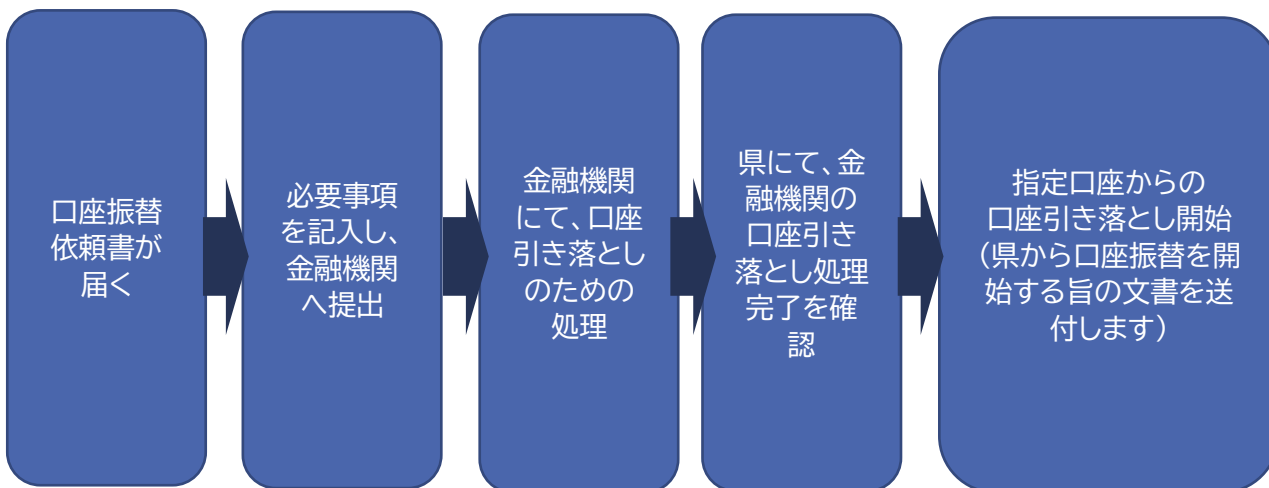 口座振替
依頼書が
届く
必要事項
を記入し、
金融機関
へ提出
金融機関
にて、口座
引き落とし
のための
処理
県にて、金
融機関の
口座引き
落とし処理
完了を確
認
指定口座からの
口座引き落とし開始
（県から口座振替を開
始する旨の文書を送
付します）